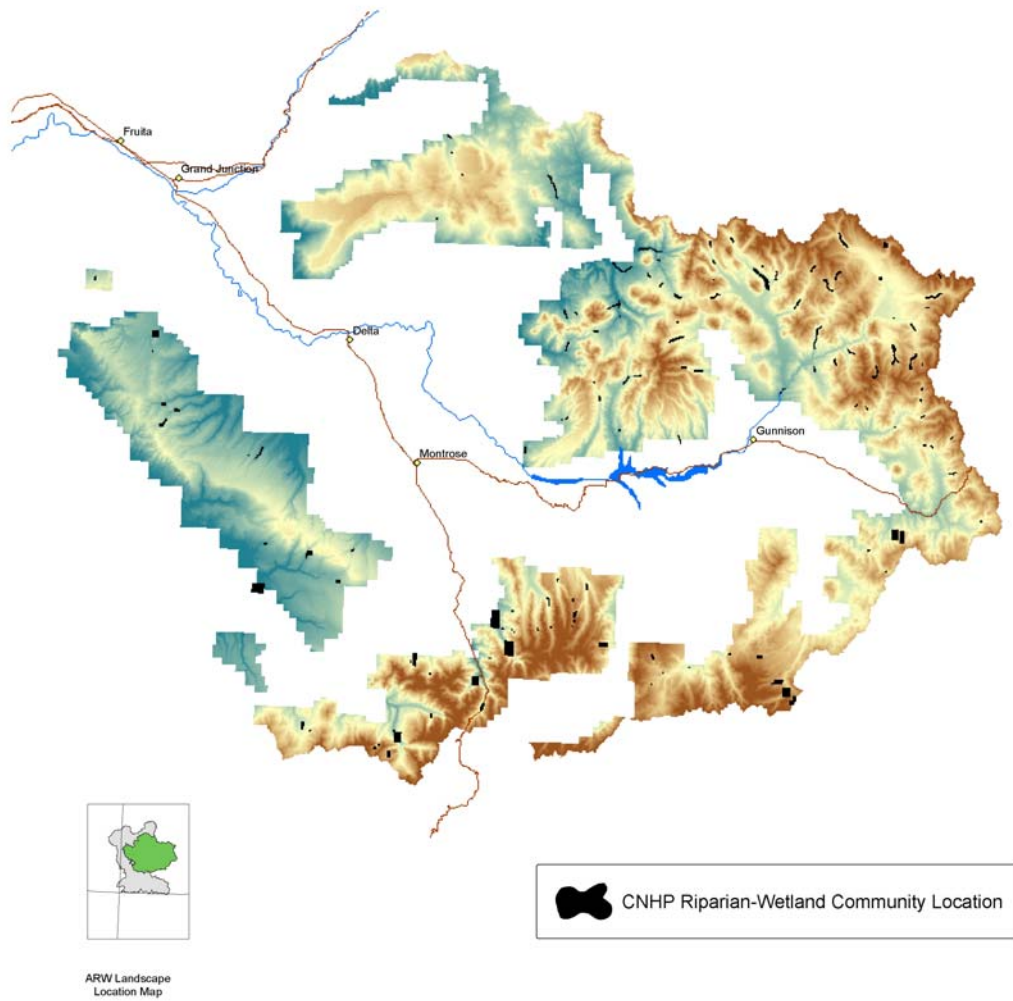 Fruita
Grand Junction
Delta
Gunnison
Montrose
CNHP Riparian-Wetland Community Location
ARW Landscape
Location Map